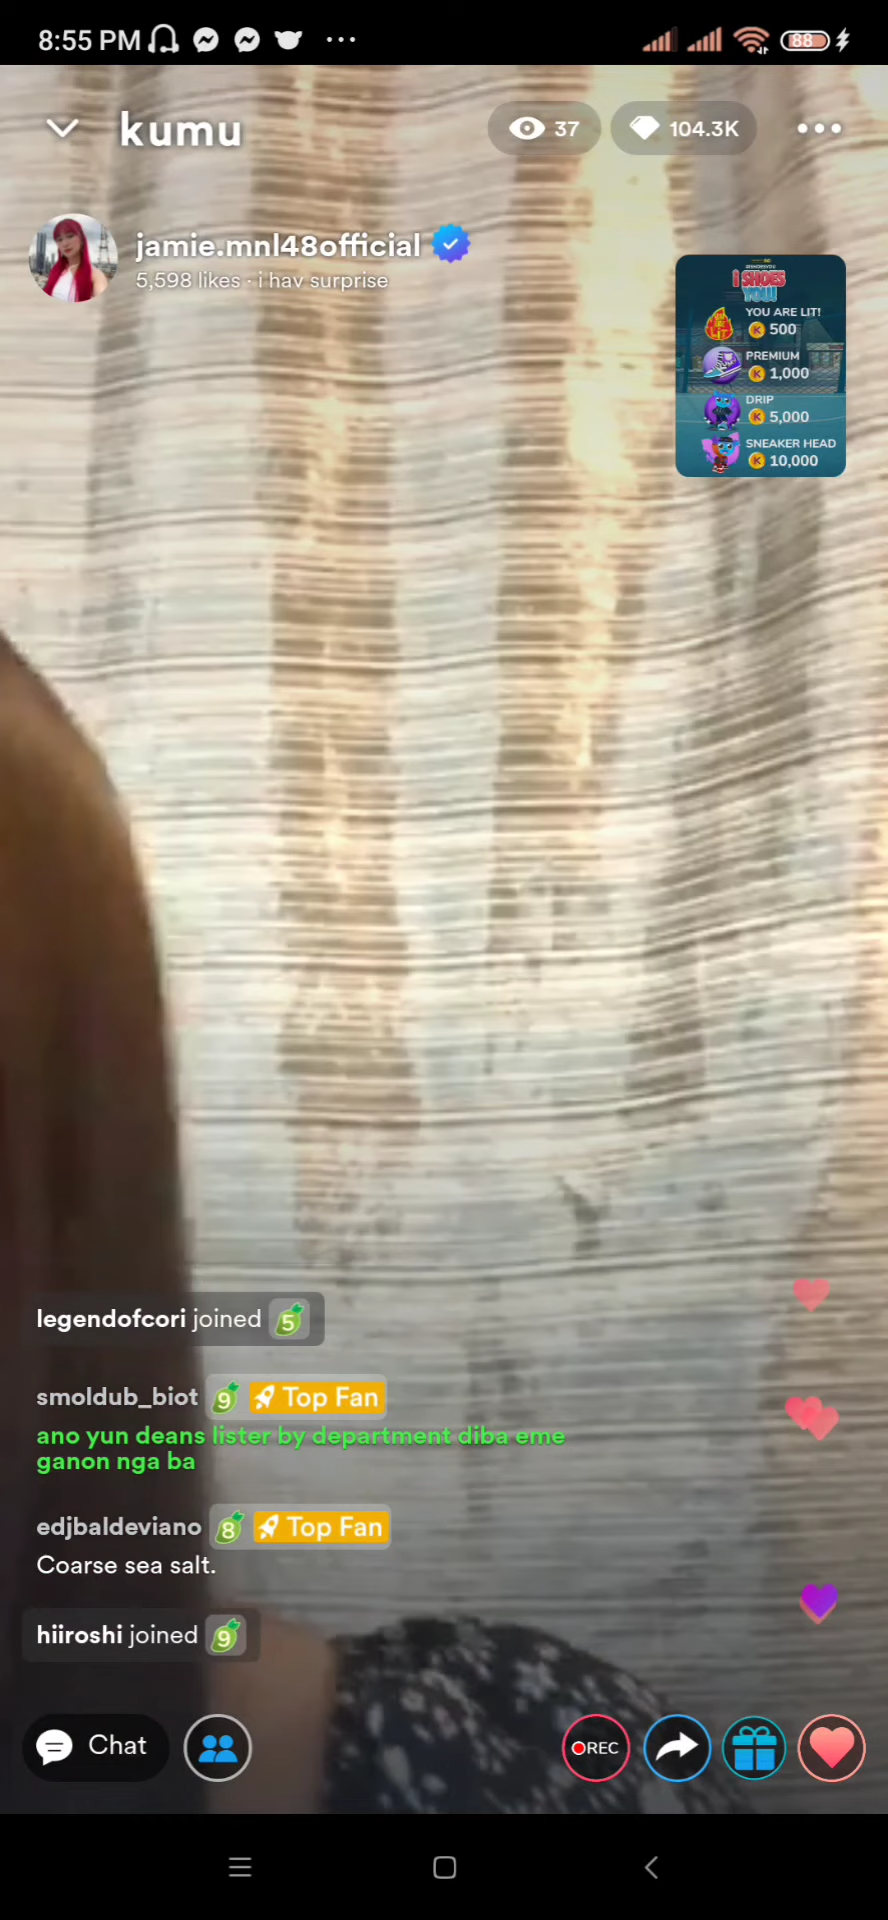 8:55 PM
88
kumu
37
104.3K
jamie.mnl48official
5,598 likes · i hav surprise
I SHOES
YOU!
YOU ARE LIT!
500
PREMIUM
1,000
DRIP
5,000
SNEAKER HEAD
10,000
legendofcori joined 5
smoldub_biot 9 Top Fan
ano yun deans lister by department diba eme
ganon nga ba
edjbaldeviano 8 Top Fan
Coarse sea salt.
hiiroshi joined 9
Chat
REC